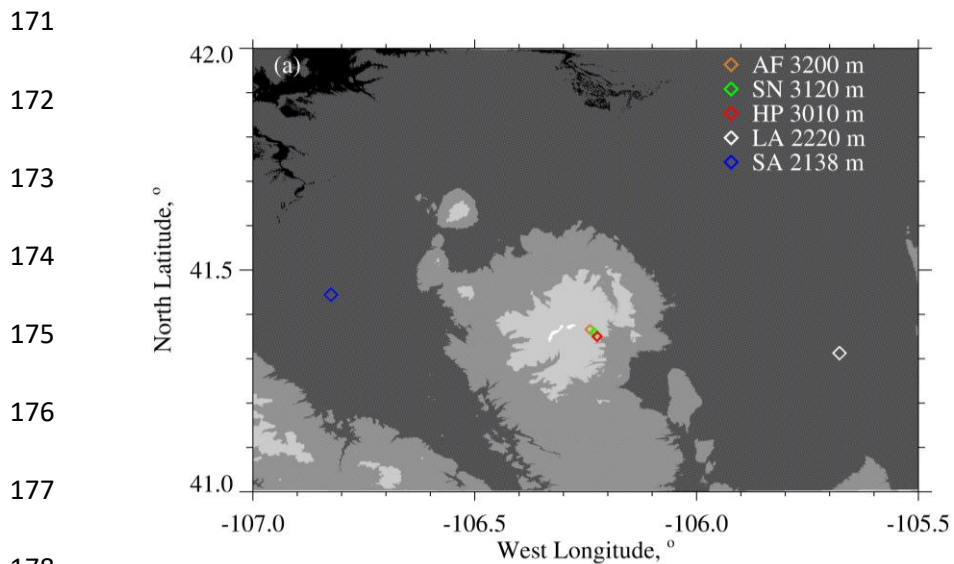 171
42.0
(a)
AF 3200 m
SN 3120 m
172
HP 3010 m
LA 2220 m
SA 2138 m
173
174
41.5
North Latitude, °
175
176
177
41.0
-107.0 -106.5 -106.0 -105.5
West Longitude, °
178